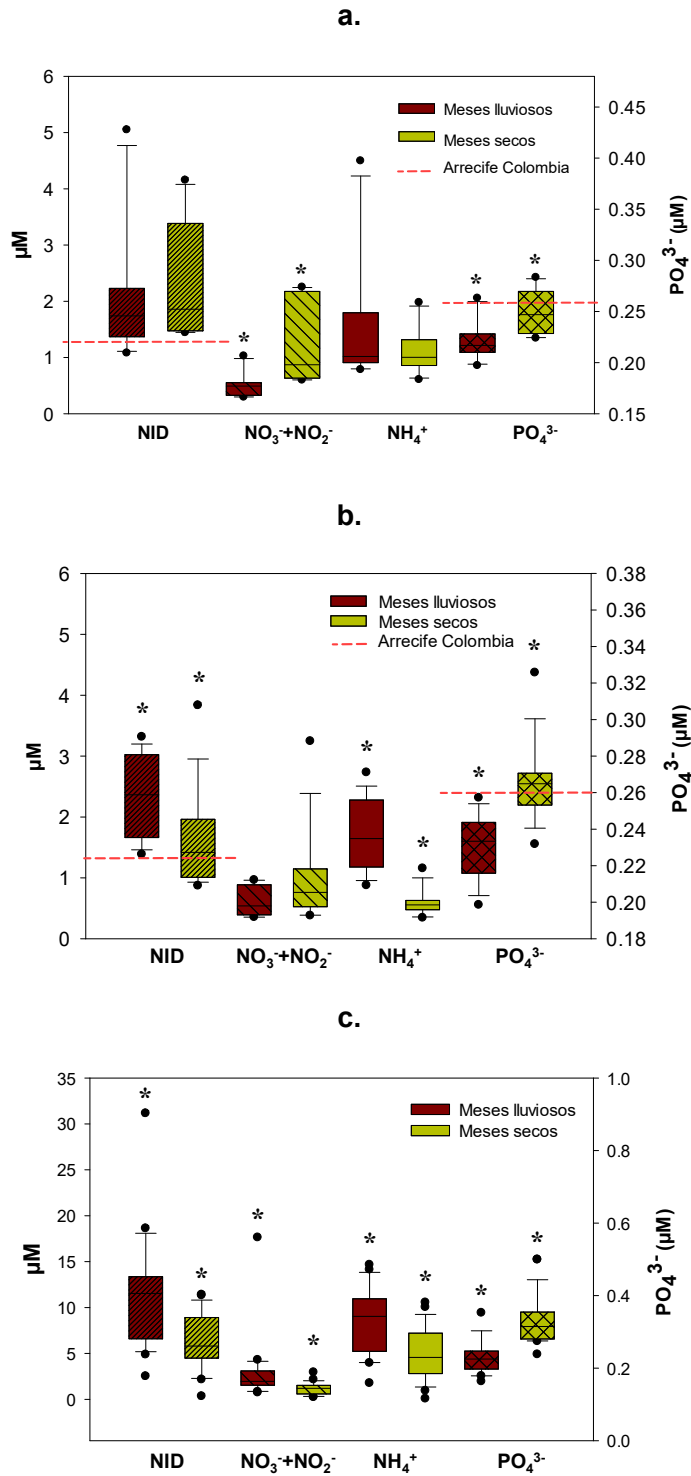 a.
6
5
4
3
2
1
0
µM
Meses lluviosos
Meses secos
Arrecife Colombia
0.45
0.40
0.35
0.30
0.25
0.20
0.15
PO₄³⁻ (µM)
*
*
*
*
NID
NO₃⁻+NO₂⁻
NH₄⁺
PO₄³⁻
b.
6
5
4
3
2
1
0
µM
Meses lluviosos
Meses secos
Arrecife Colombia
0.38
0.36
0.34
0.32
0.30
0.28
0.26
0.24
0.22
0.20
0.18
PO₄³⁻ (µM)
*
*
*
*
*
*
NID
NO₃⁻+NO₂⁻
NH₄⁺
PO₄³⁻
c.
35
30
25
20
15
10
5
0
µM
Meses lluviosos
Meses secos
1.0
0.8
0.6
0.4
0.2
0.0
PO₄³⁻ (µM)
*
*
*
*
*
*
*
*
NID
NO₃⁻+NO₂⁻
NH₄⁺
PO₄³⁻